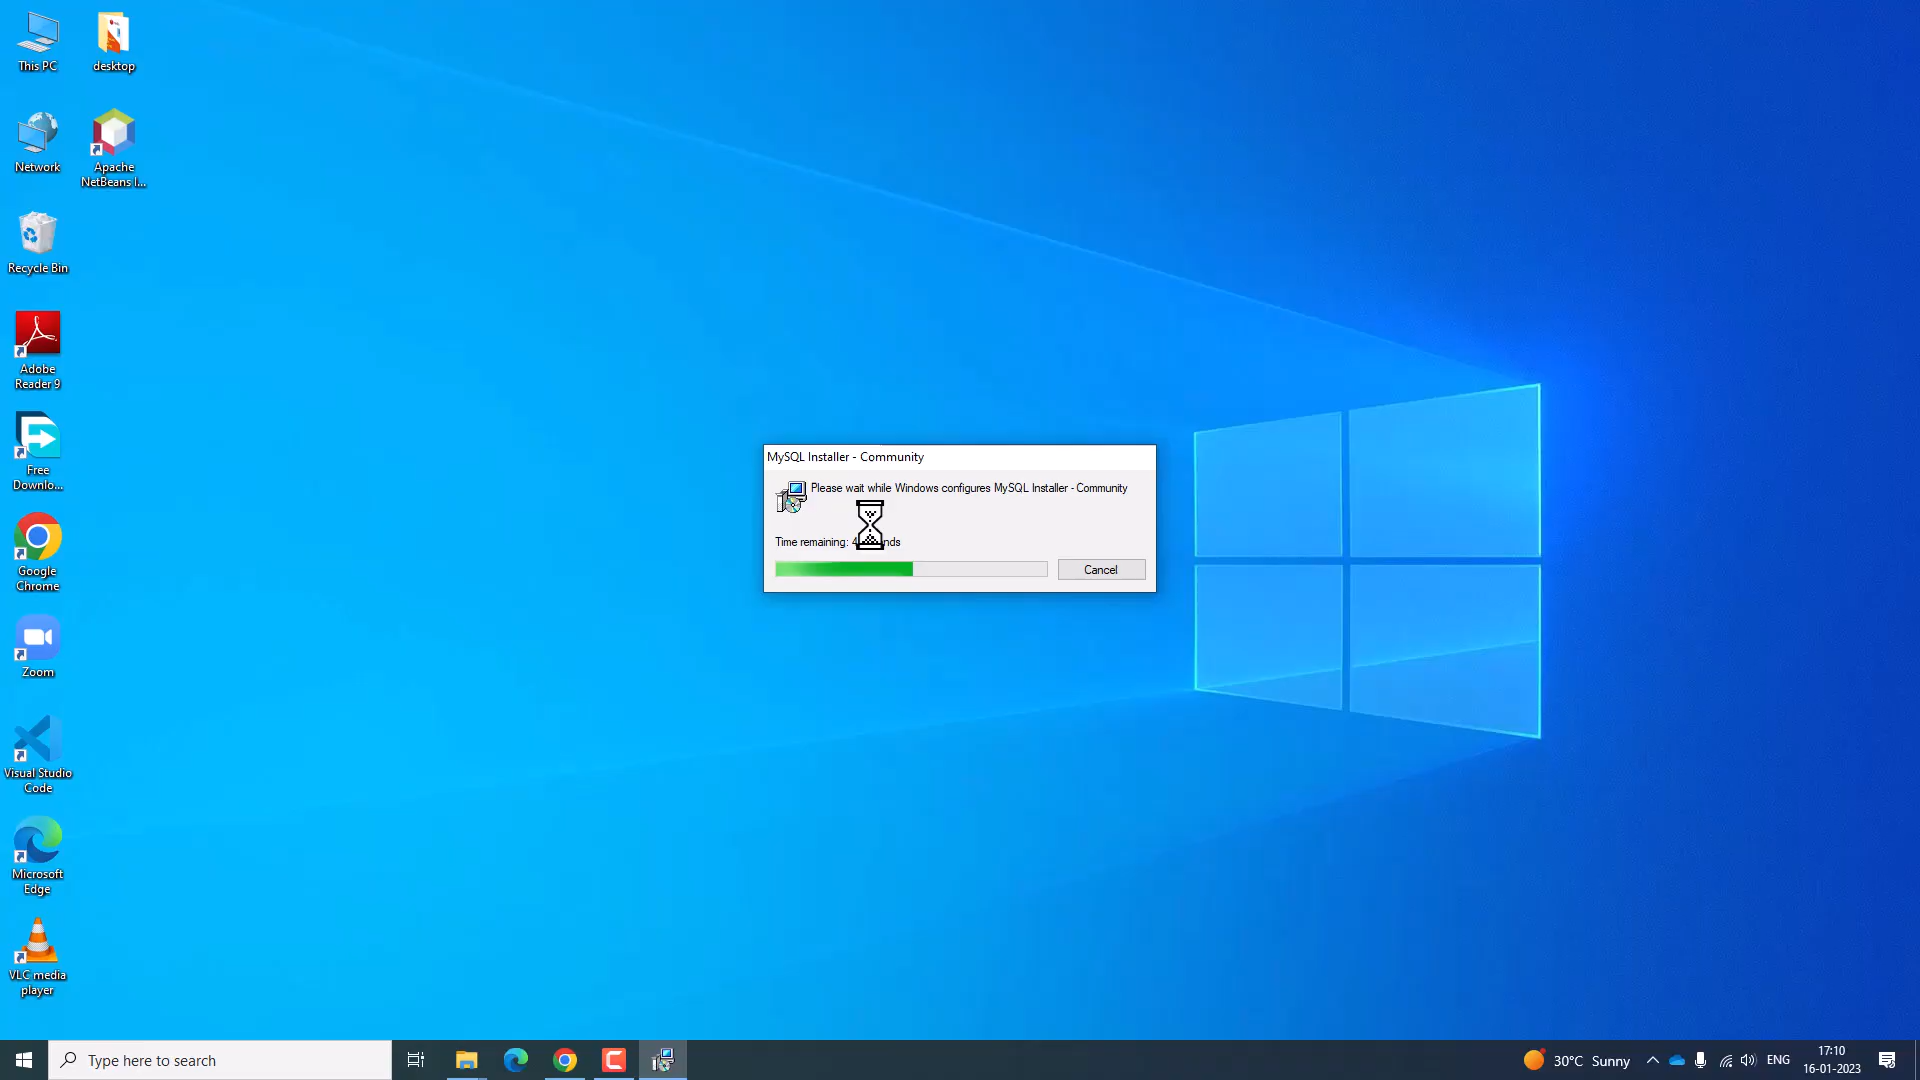 This PC
desktop
Network
Apache
NetBeans I...
Recycle Bin
Adobe
Reader 9
Free
Downlo...
Google
Chrome
Zoom
Visual Studio
Code
Microsoft
Edge
VLC media
player
MySQL Installer - Community
Please wait while Windows configures MySQL Installer - Community
Time remaining: 4
Cancel
Type here to search
30°C Sunny
ENG
17:10
16-01-2023